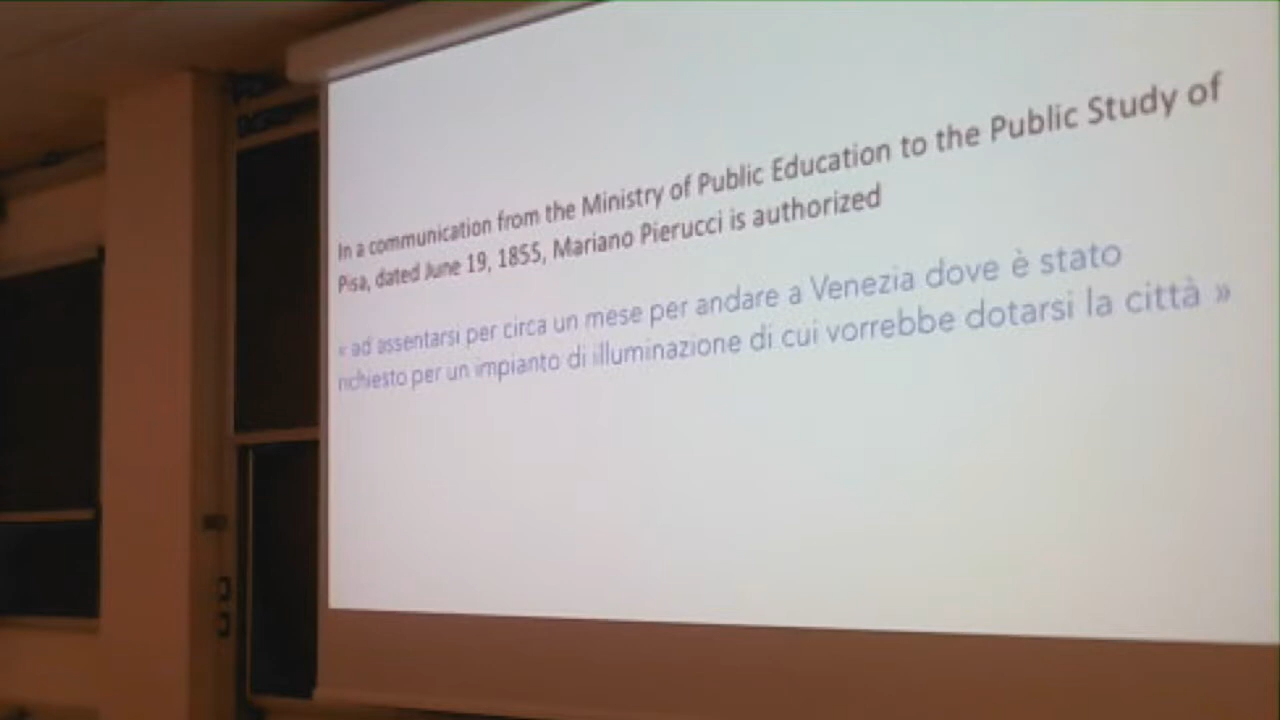 In a communication from the Ministry of Public Education to the Public Study of
Pisa, dated June 19, 1855, Mariano Pierucci is authorized
« ad assentarsi per circa un mese per andare a Venezia dove è stato
richiesto per un impianto di illuminazione di cui vorrebbe dotarsi la città »